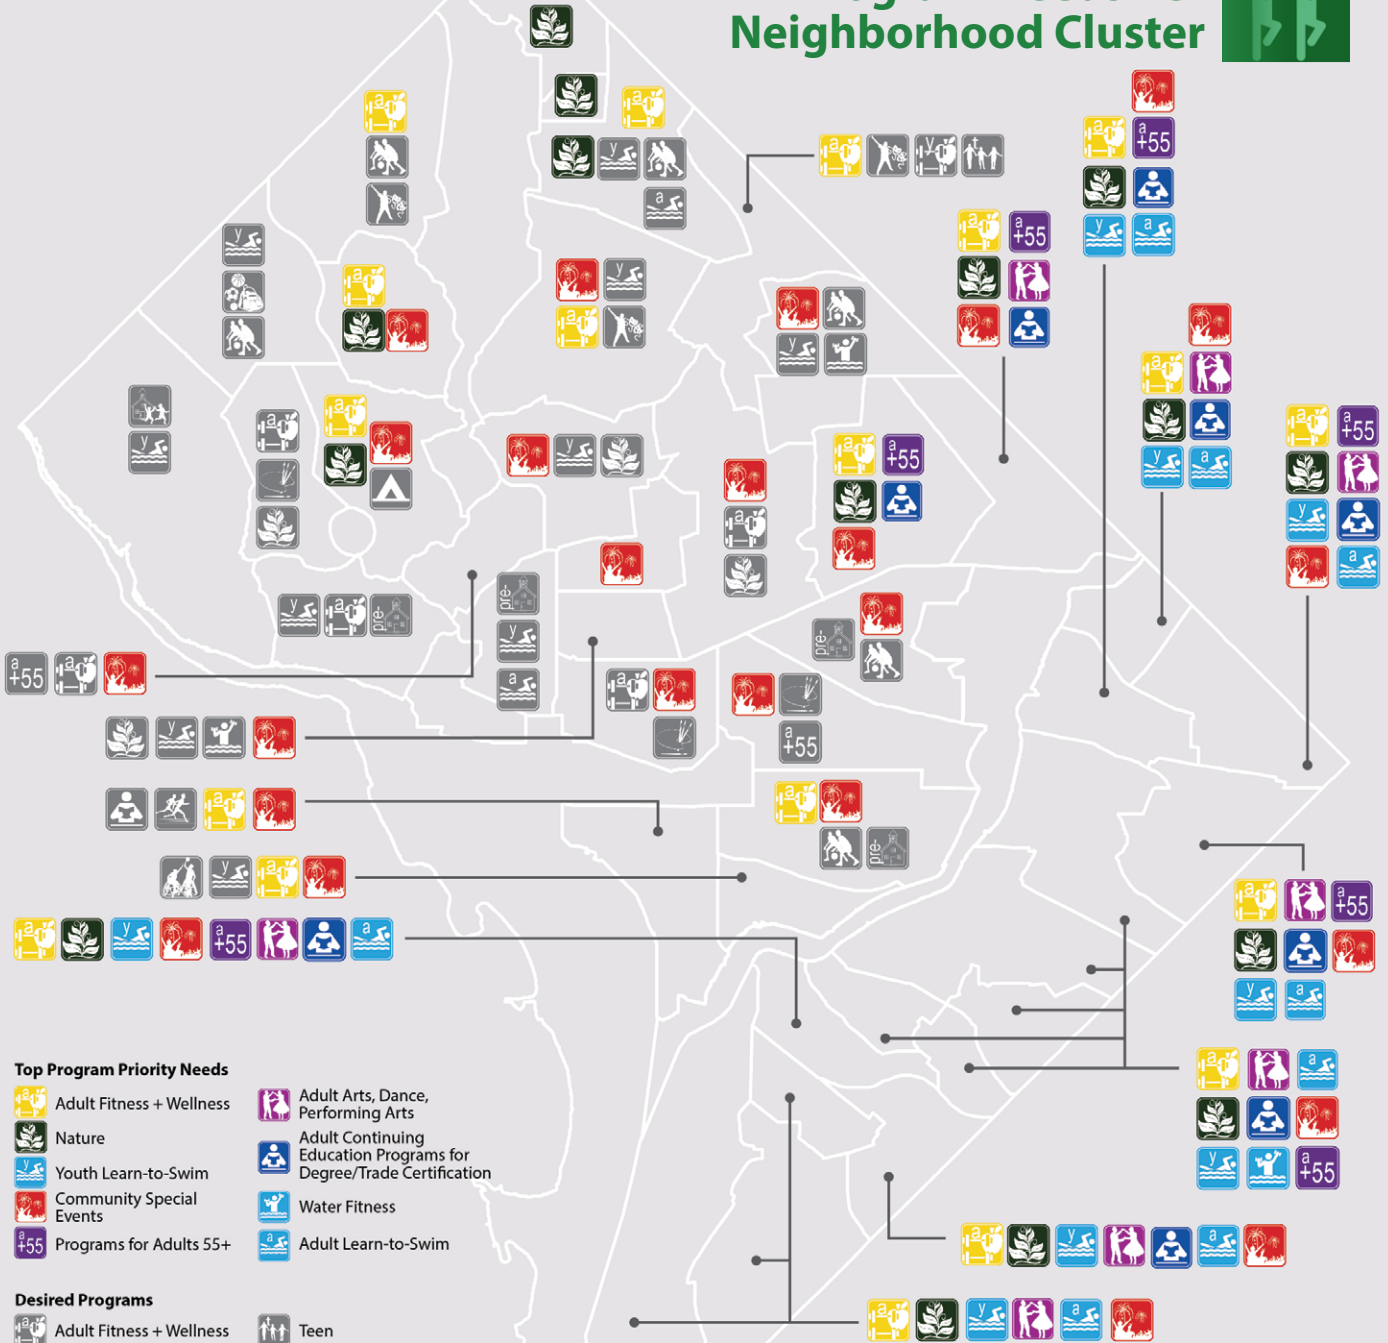 Neighborhood Cluster
Top Program Priority Needs
Adult Fitness + Wellness
Nature
Youth Learn-to-Swim
Community Special
Events
Programs for Adults 55+
Adult Arts, Dance,
Performing Arts
Adult Continuing
Education Programs for
Degree/Trade Certification
Water Fitness
Adult Learn-to-Swim
Desired Programs
Adult Fitness + Wellness
Teen